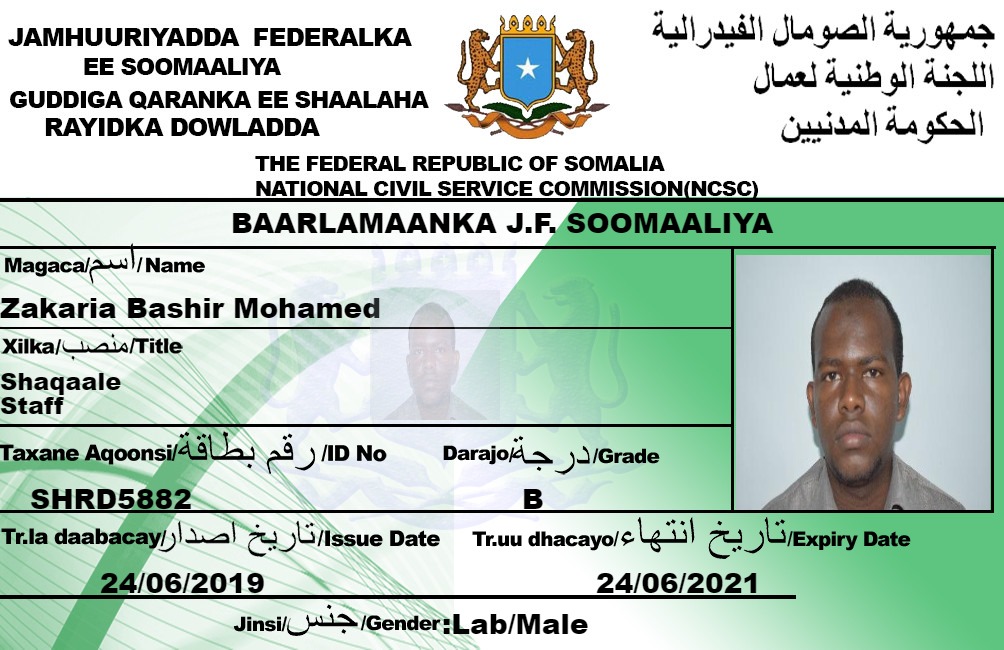 JAMHUURIYADDA FEDERALKA
EE SOOMAALIYA
GUDDIGA QARANKA EE SHAALAHA
RAYIDKA DOWLADDA
جمهورية الصومال الفيدرالية
اللجنة الوطنية لعمال
الحكومة المدنيين
THE FEDERAL REPUBLIC OF SOMALIA
NATIONAL CIVIL SERVICE COMMISSION(NCSC)
BAARLAMAANKA J.F. SOOMAALIYA
Magaca/اسم/Name
Zakaria Bashir Mohamed
Xilka/منصب/Title
Shaqaale
Staff
Taxane Aqoonsi/رقم بطاقة/ID No Darajo/درجة/Grade
SHRD5882 B
Tr.la daabacay/تاريخ اصدار/Issue Date Tr.uu dhacayo/تاريخ انتهاء/Expiry Date
24/06/2019 24/06/2021
Jinsi/جنس/Gender:Lab/Male